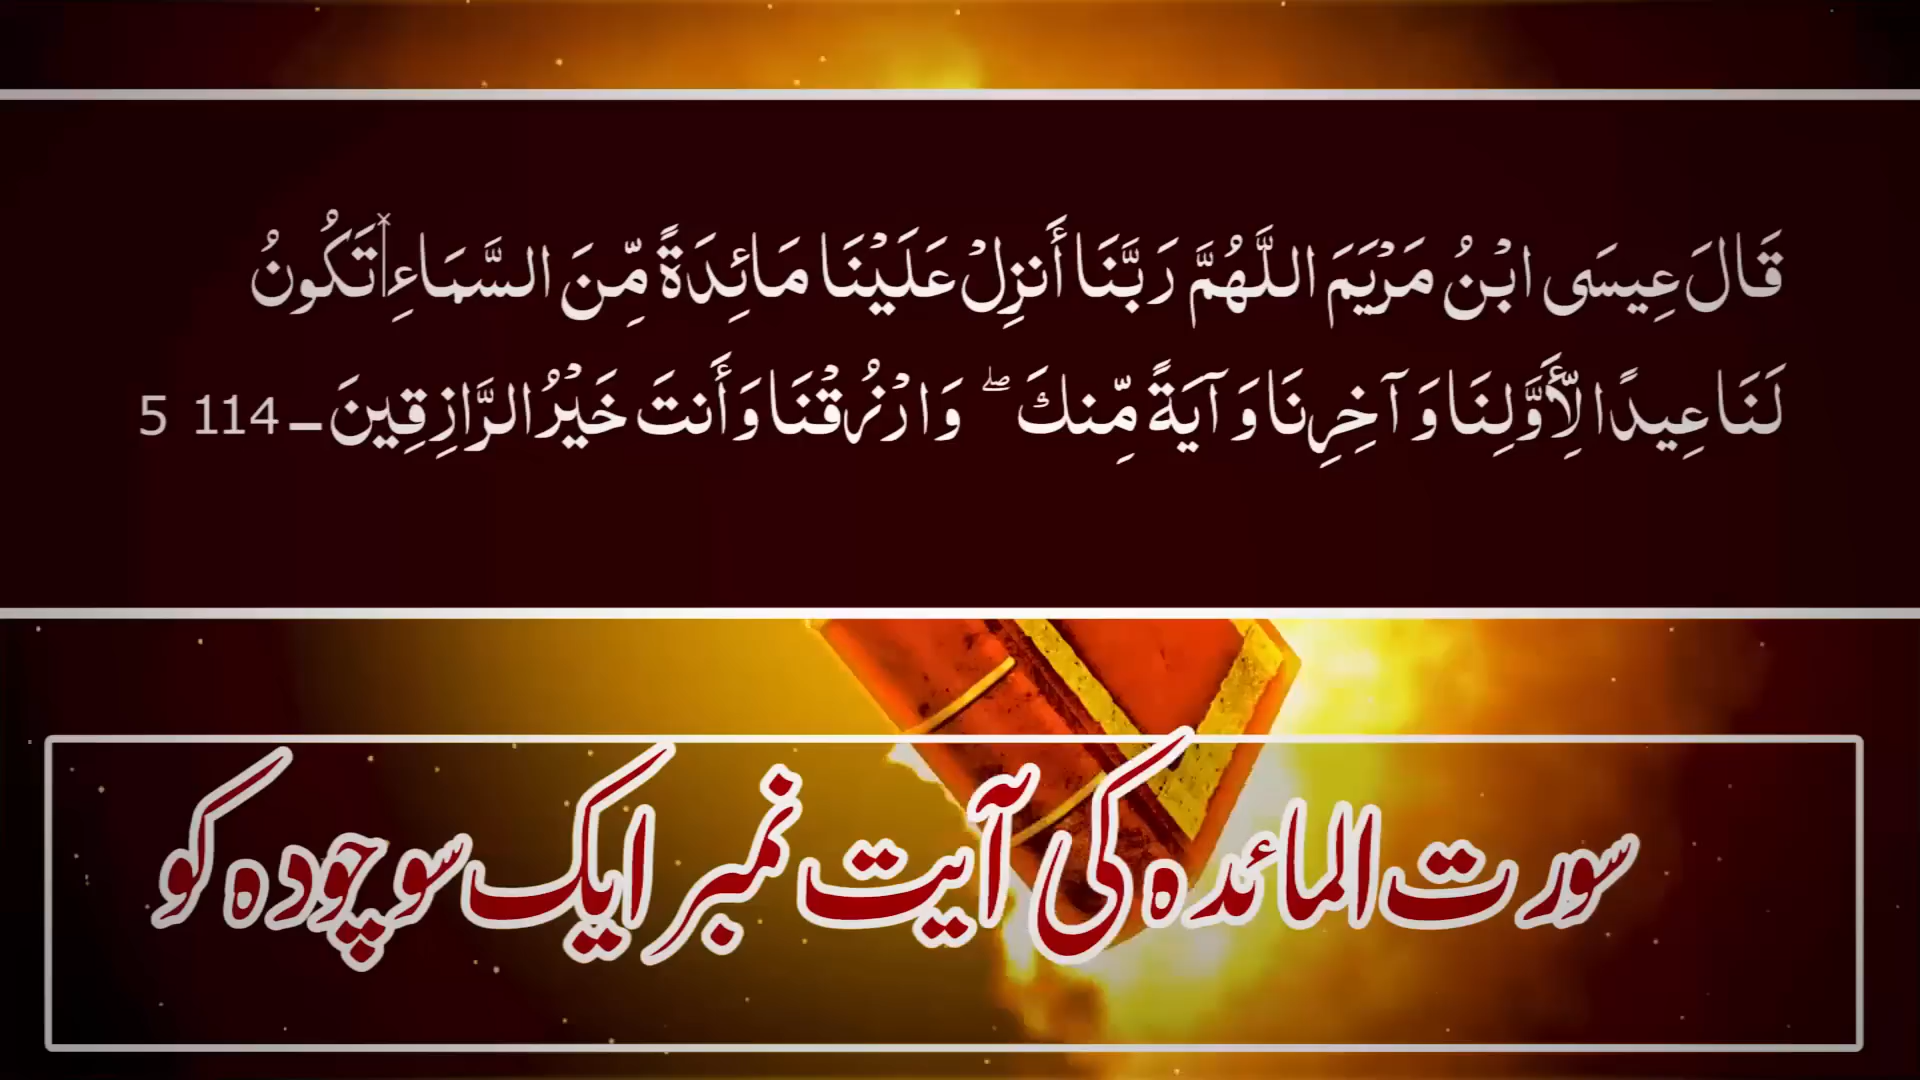 قَالَ عِيسَى ابْنُ مَرْيَمَ اللَّهُمَّ رَبَّنَا أَنزِلْ عَلَيْنَا مَائِدَةً مِّنَ السَّمَاءِ تَكُونُ
لَنَا عِيدًا لِّأَوَّلِنَا وَآخِرِنَا وَآيَةً مِّنكَ ۖ وَارْزُقْنَا وَأَنتَ خَيْرُ الرَّازِقِينَ ـ 114 5
سورت المائدہ کی آیت نمبر ایک سو چودہ کو